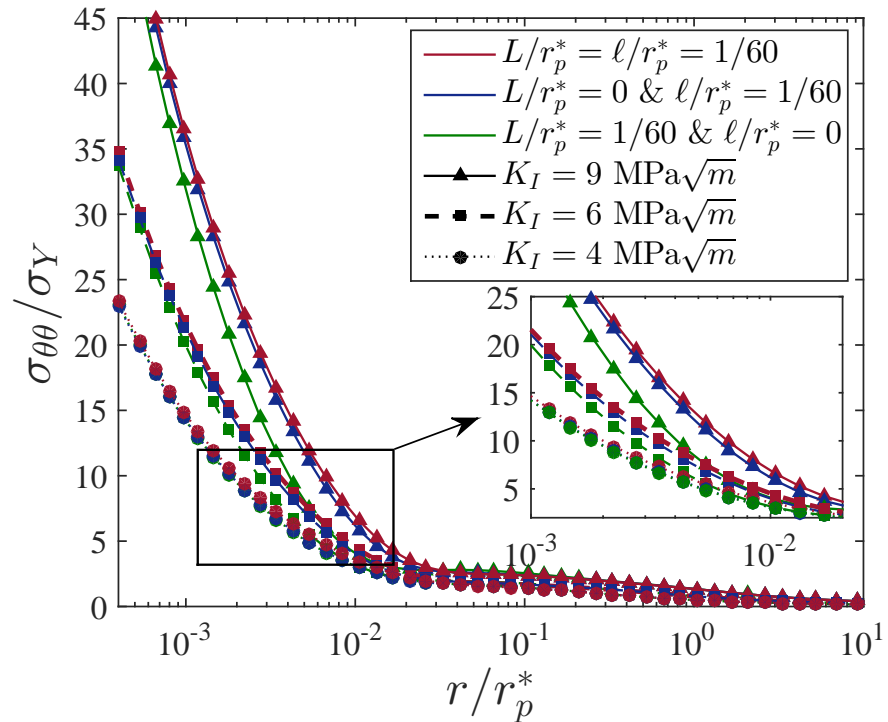 45
40
35
30
25
20
15
10
5
0
σ_θθ/σ_Y
L/r_p^* = ℓ/r_p^* = 1/60
L/r_p^* = 0 & ℓ/r_p^* = 1/60
L/r_p^* = 1/60 & ℓ/r_p^* = 0
K_I = 9 MPa√m
K_I = 6 MPa√m
K_I = 4 MPa√m
25
20
15
10
5
10^-3 10^-2
10^-3 10^-2 10^-1 10^0 10^1
r/r_p^*